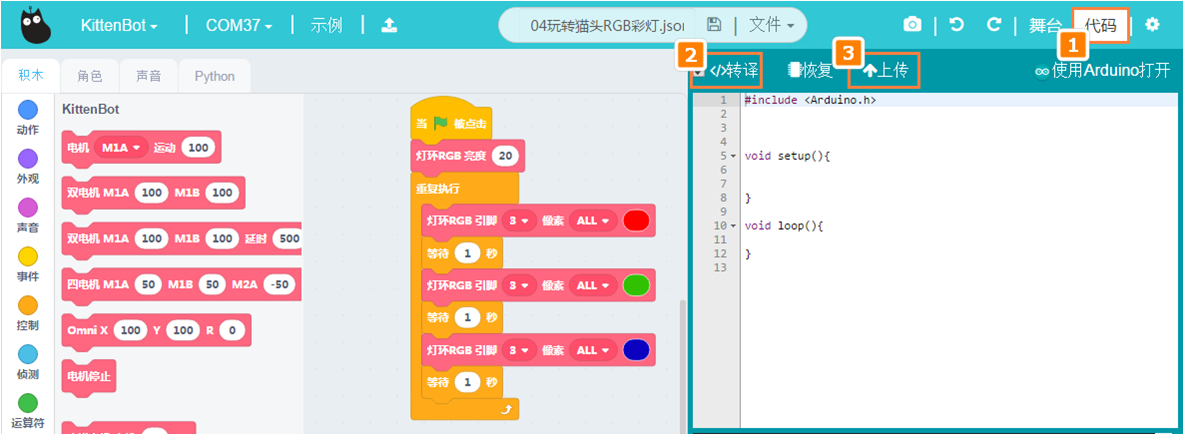 KittenBot
COM37
示例
04玩转猫头RGB彩灯.json
文件
舞台
代码
1
2
3
积木
角色
声音
Python
</>转译
恢复
上传
使用Arduino打开
动作
外观
声音
事件
控制
侦测
运算符
KittenBot
电机 M1A 运动 100
双电机 M1A 100 M1B 100
双电机 M1A 100 M1B 100 延时 500
四电机 M1A 50 M1B 50 M2A -50
Omni X 100 Y 100 R 0
电机停止
当 被点击
灯环RGB 亮度 20
重复执行
灯环RGB 引脚 3 像素 ALL
等待 1 秒
灯环RGB 引脚 3 像素 ALL
等待 1 秒
灯环RGB 引脚 3 像素 ALL
等待 1 秒
1 #include <Arduino.h>
2
3
4
5 void setup(){
6
7
8 }
9
10 void loop(){
11
12 }
13